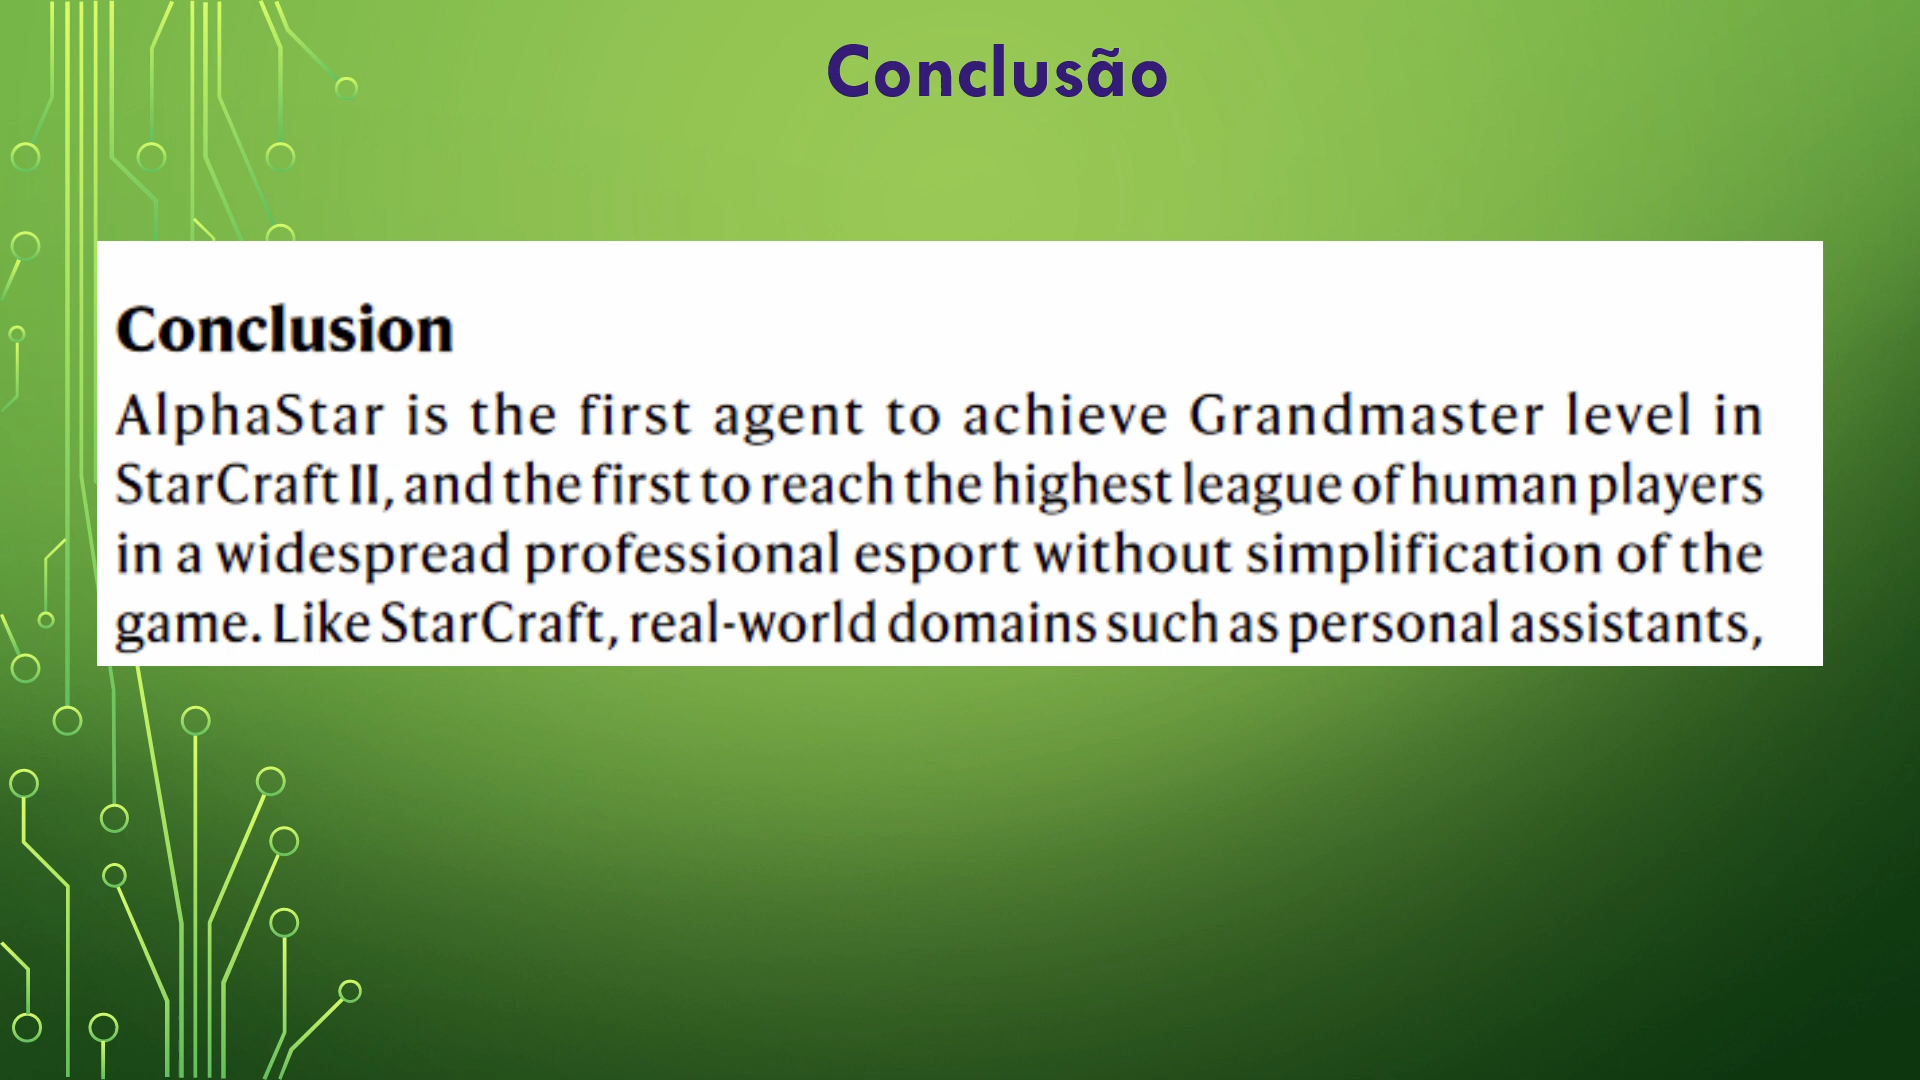 Conclusão
Conclusion
AlphaStar is the first agent to achieve Grandmaster level in
StarCraft II, and the first to reach the highest league of human players
in a widespread professional esport without simplification of the
game. Like StarCraft, real-world domains such as personal assistants,